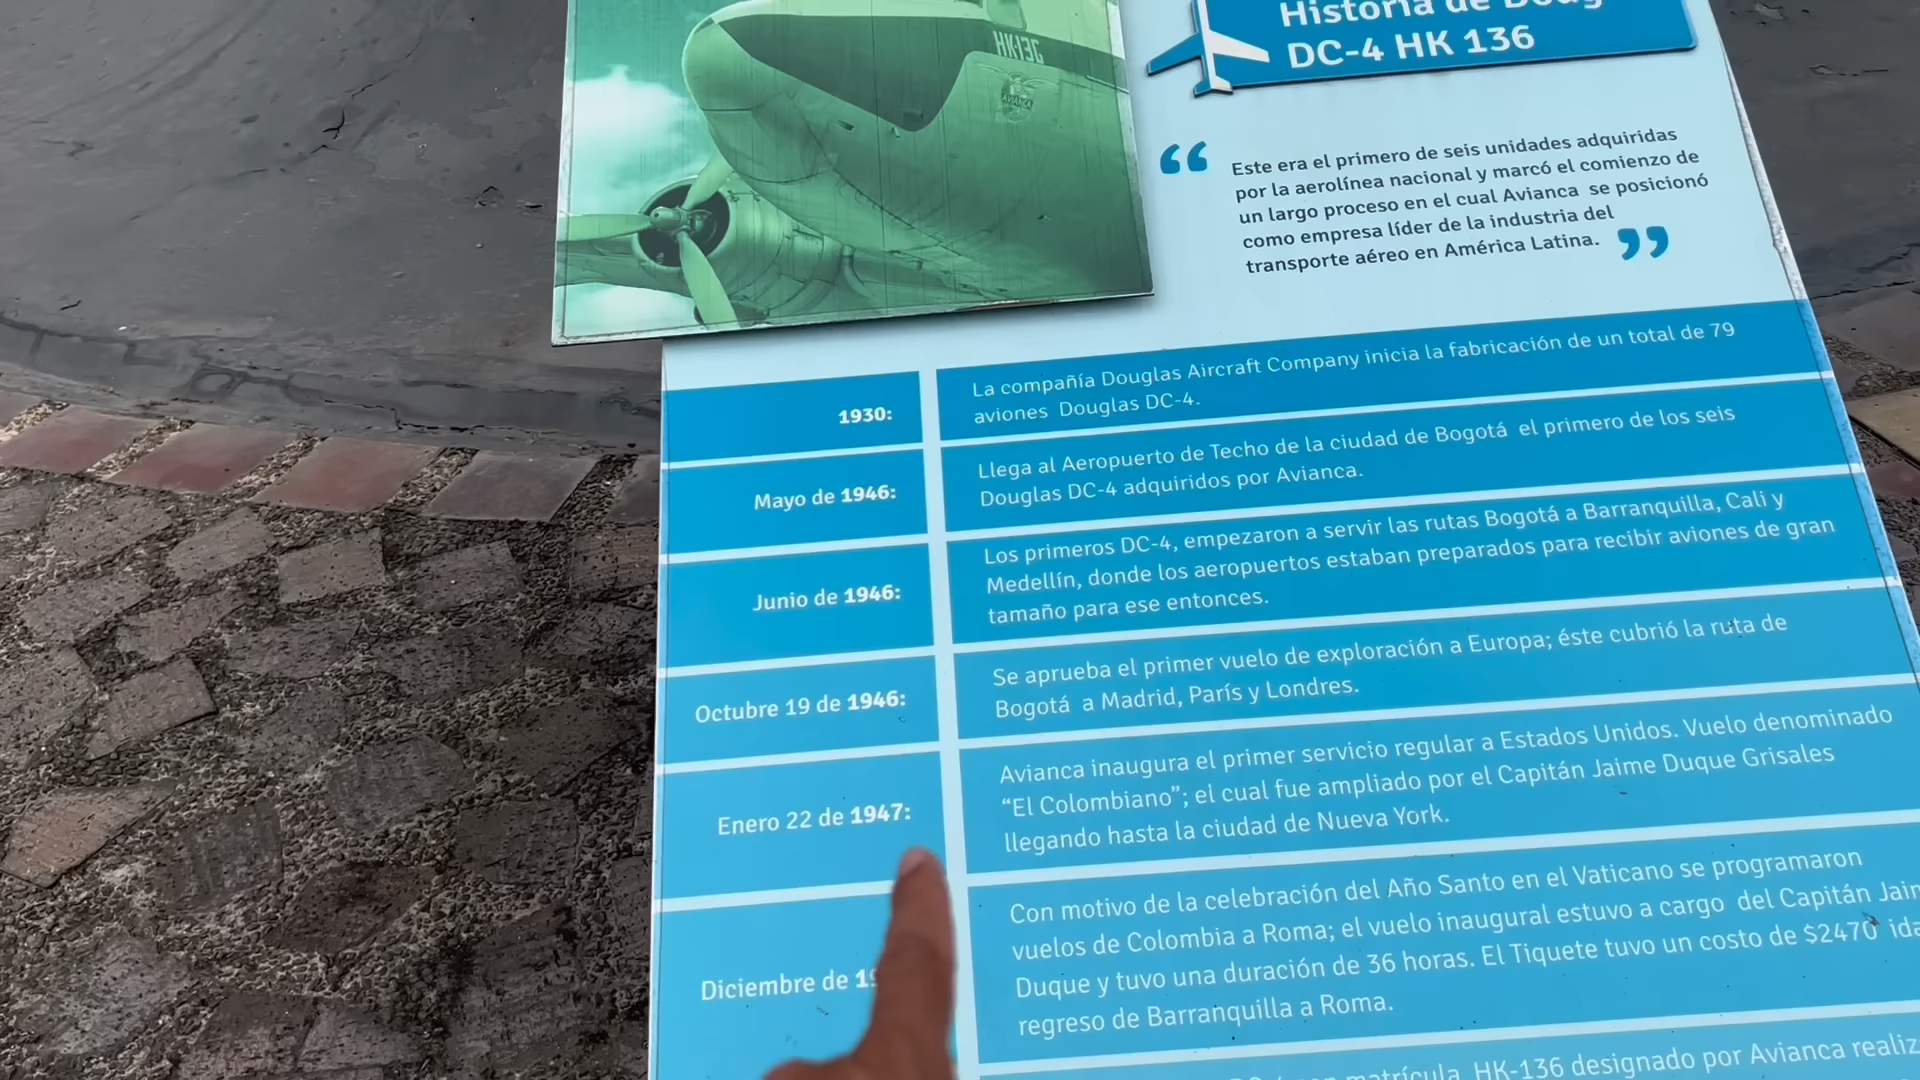 Historia de
DC-4 HK 136
HK-136
AVIANCA
“ Este era el primero de seis unidades adquiridas
por la aerolínea nacional y marcó el comienzo de
un largo proceso en el cual Avianca se posicionó
como empresa líder de la industria del
transporte aéreo en América Latina. ”
1930:
La compañía Douglas Aircraft Company inicia la fabricación de un total de 79
aviones Douglas DC-4.
Mayo de 1946:
Llega al Aeropuerto de Techo de la ciudad de Bogotá el primero de los seis
Douglas DC-4 adquiridos por Avianca.
Junio de 1946:
Los primeros DC-4, empezaron a servir las rutas Bogotá a Barranquilla, Cali y
Medellín, donde los aeropuertos estaban preparados para recibir aviones de gran
tamaño para ese entonces.
Octubre 19 de 1946:
Se aprueba el primer vuelo de exploración a Europa; éste cubrió la ruta de
Bogotá a Madrid, París y Londres.
Enero 22 de 1947:
Avianca inaugura el primer servicio regular a Estados Unidos. Vuelo denominado
“El Colombiano”; el cual fue ampliado por el Capitán Jaime Duque Grisales
llegando hasta la ciudad de Nueva York.
Diciembre de
Con motivo de la celebración del Año Santo en el Vaticano se programaron
vuelos de Colombia a Roma; el vuelo inaugural estuvo a cargo del Capitán
Duque y tuvo una duración de 36 horas. El Tiquete tuvo un costo de $2470 ida
regreso de Barranquilla a Roma.
matrícula HK-136 designado por Avianca